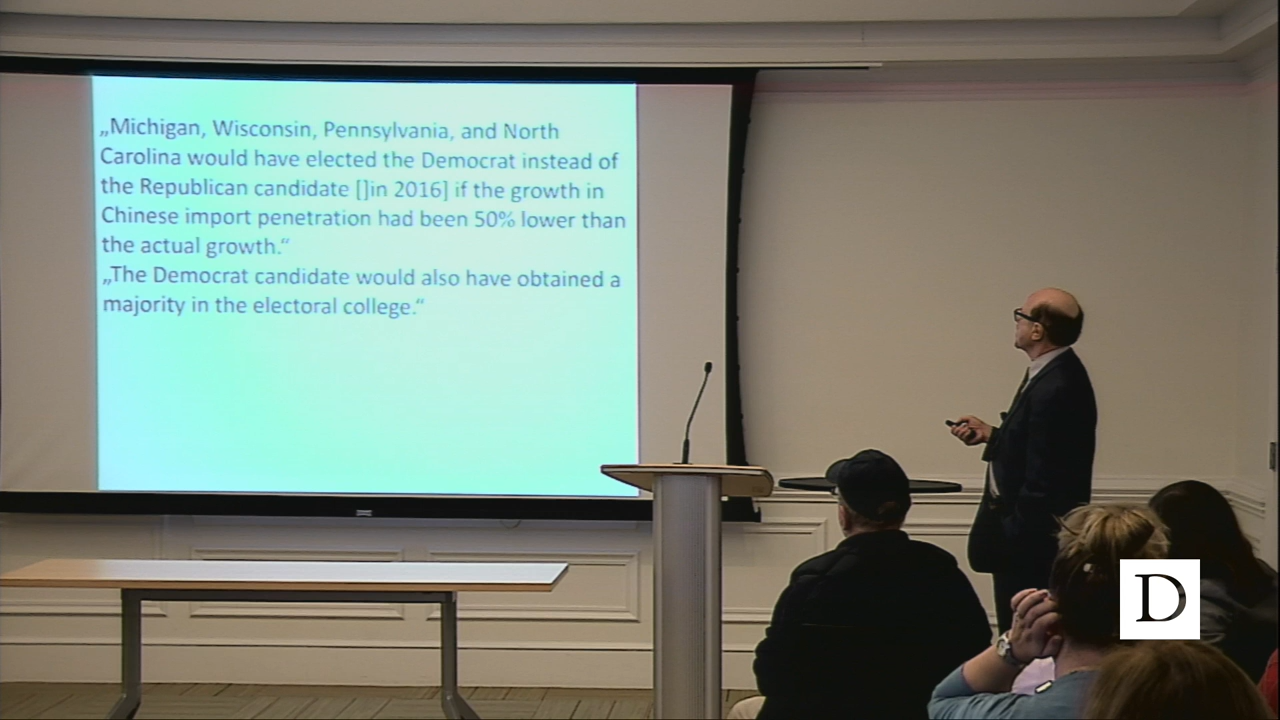 „Michigan, Wisconsin, Pennsylvania, and North
Carolina would have elected the Democrat instead of
the Republican candidate []in 2016] if the growth in
Chinese import penetration had been 50% lower than
the actual growth.“
„The Democrat candidate would also have obtained a
majority in the electoral college.“
D